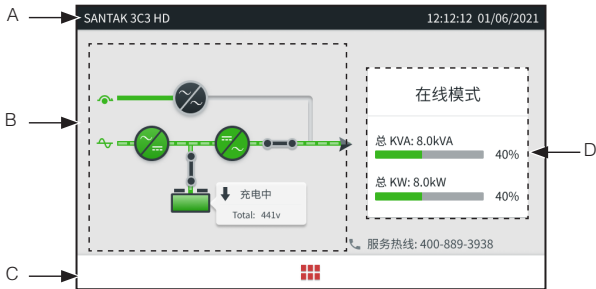 A
SANTAK 3C3 HD
12:12:12 01/06/2021
B
在线模式
总 KVA: 8.0kVA
40%
D
总 KW: 8.0kW
40%
充电中
Total: 441v
服务热线: 400-889-3938
C